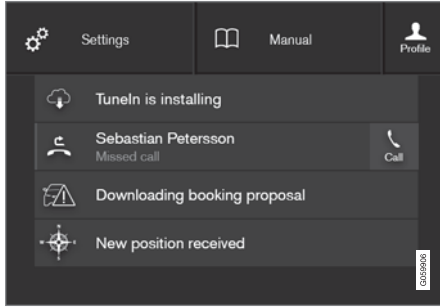 Settings
Manual
Profile
TuneIn is installing
Sebastian Petersson
Missed call
Call
Downloading booking proposal
New position received
G059906